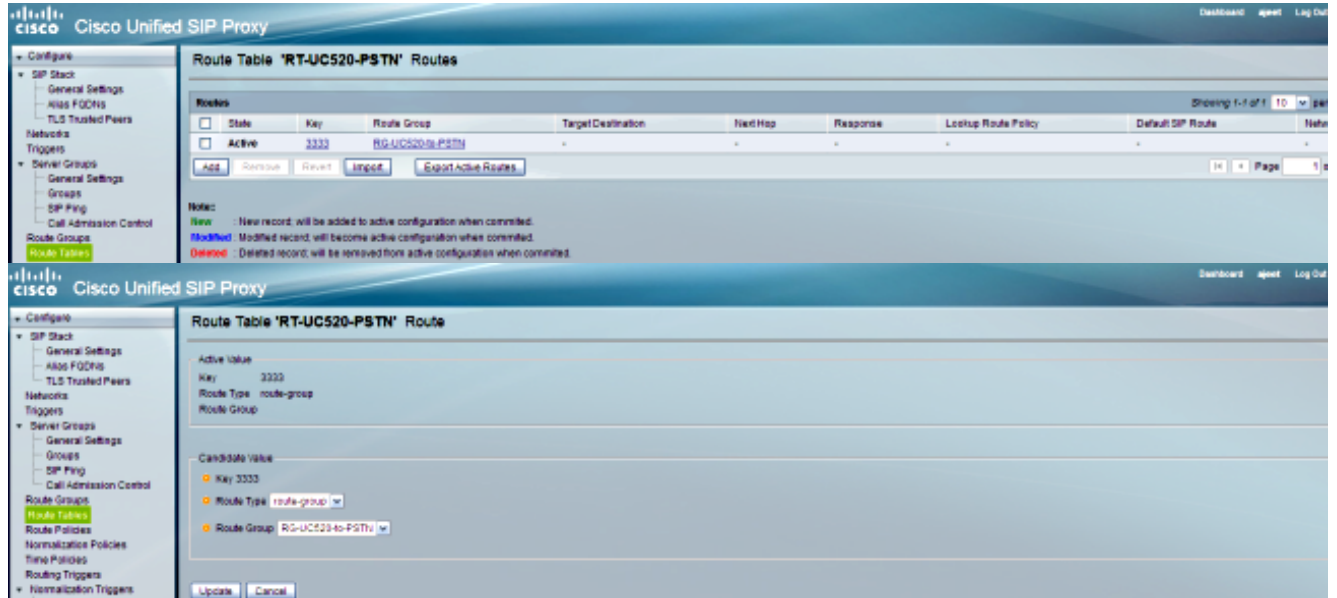 cisco Cisco Unified SIP Proxy
Dashboard ajeet Log Out
Configure
SIP Stack
General Settings
Alias FQDNs
TLS Trusted Peers
Networks
Triggers
Server Groups
General Settings
Groups
SIP Ping
Call Admission Control
Route Groups
Route Tables
Route Table 'RT-UC520-PSTN' Routes
Routes
Showing 1-1 of 1 10 per
State Key Route Group Target Destination Next Hop Response Lookup Route Policy Default SIP Route Netw
Active 3333 RG-UC520-to-PSTN - - - - - -
Add Remove Revert Import Export Active Routes
Page 1
Note:
New : New record; will be added to active configuration when commited.
Modified : Modified record; will become active configuration when commited.
Deleted : Deleted record; will be removed from active configuration when commited.
cisco Cisco Unified SIP Proxy
Dashboard ajeet Log Out
Configure
SIP Stack
General Settings
Alias FQDNs
TLS Trusted Peers
Networks
Triggers
Server Groups
General Settings
Groups
SIP Ping
Call Admission Control
Route Groups
Route Tables
Route Policies
Normalization Policies
Time Policies
Routing Triggers
Normalization Triggers
Route Table 'RT-UC520-PSTN' Route
Active Value
Key 3333
Route Type route-group
Route Group
Candidate Value
Key 3333
Route Type route-group
Route Group RG-UC520-to-PSTN
Update Cancel